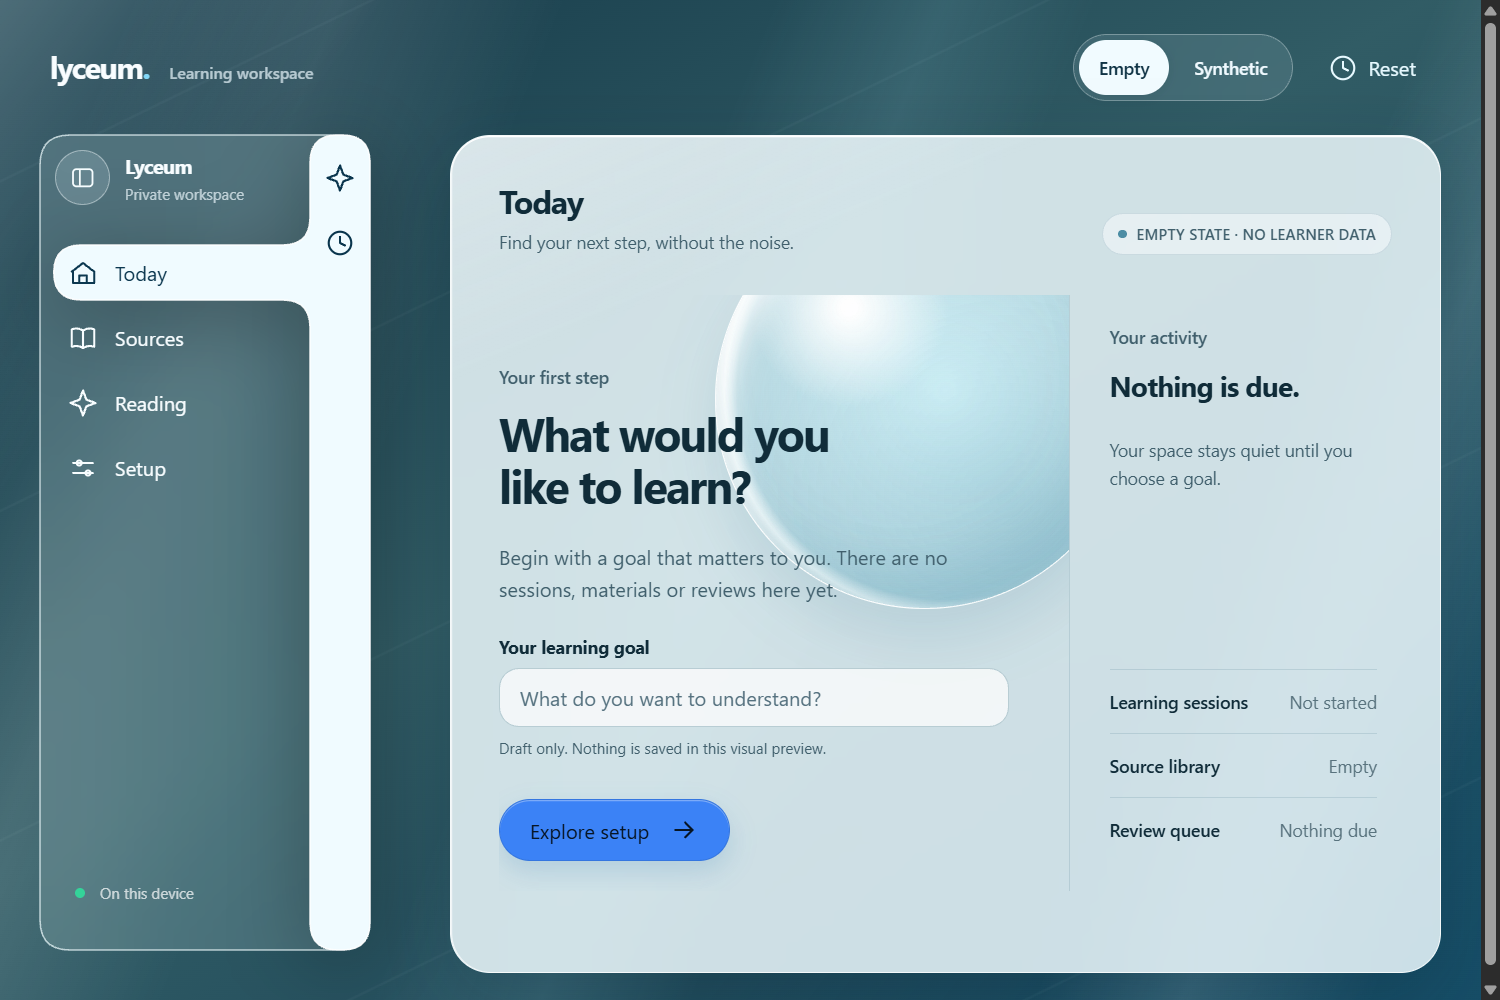 lyceum. Learning workspace
Empty Synthetic Reset
Lyceum
Private workspace
Today
Sources
Reading
Setup
On this device
Today
Find your next step, without the noise.
EMPTY STATE · NO LEARNER DATA
Your first step
What would you
like to learn?
Begin with a goal that matters to you. There are no
sessions, materials or reviews here yet.
Your learning goal
What do you want to understand?
Draft only. Nothing is saved in this visual preview.
Explore setup
Your activity
Nothing is due.
Your space stays quiet until you
choose a goal.
Learning sessions Not started
Source library Empty
Review queue Nothing due